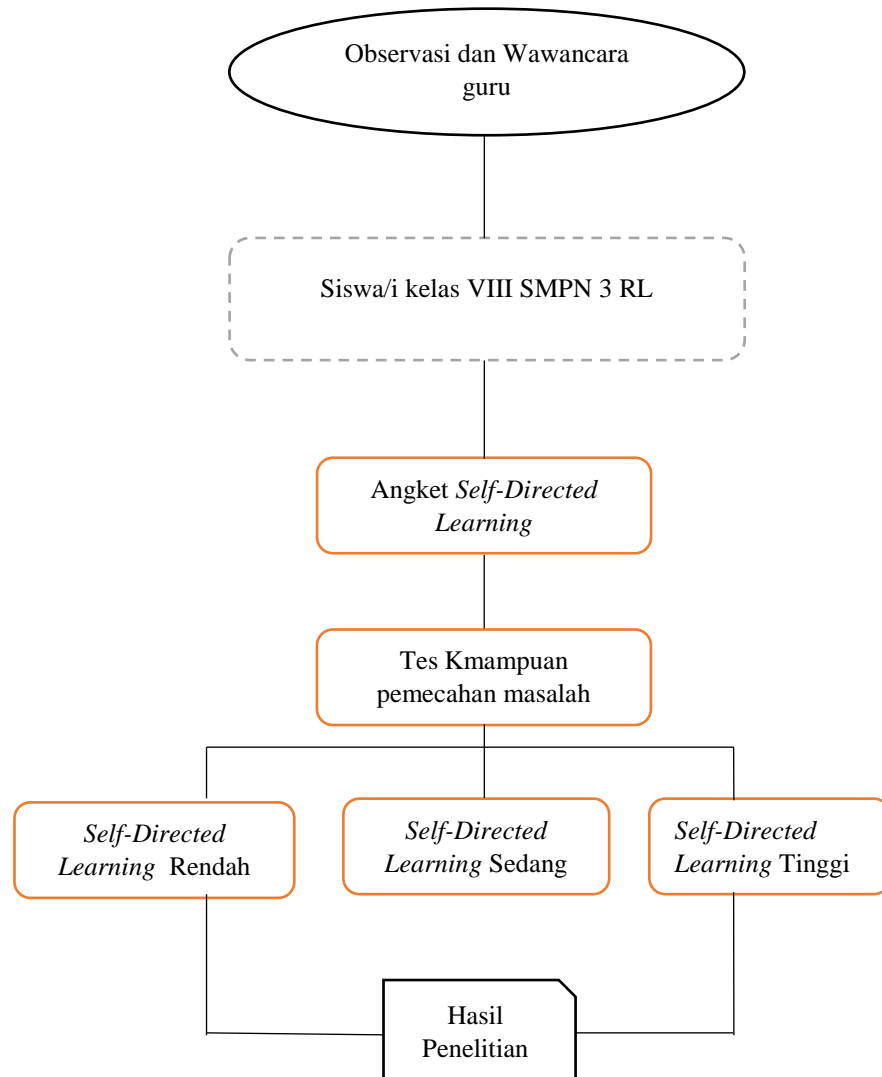 Observasi dan Wawancara
guru
Siswa/i kelas VIII SMPN 3 RL
Angket Self-Directed
Learning
Tes Kmampuan
pemecahan masalah
Self-Directed
Learning Rendah
Self-Directed
Learning Sedang
Self-Directed
Learning Tinggi
Hasil
Penelitian